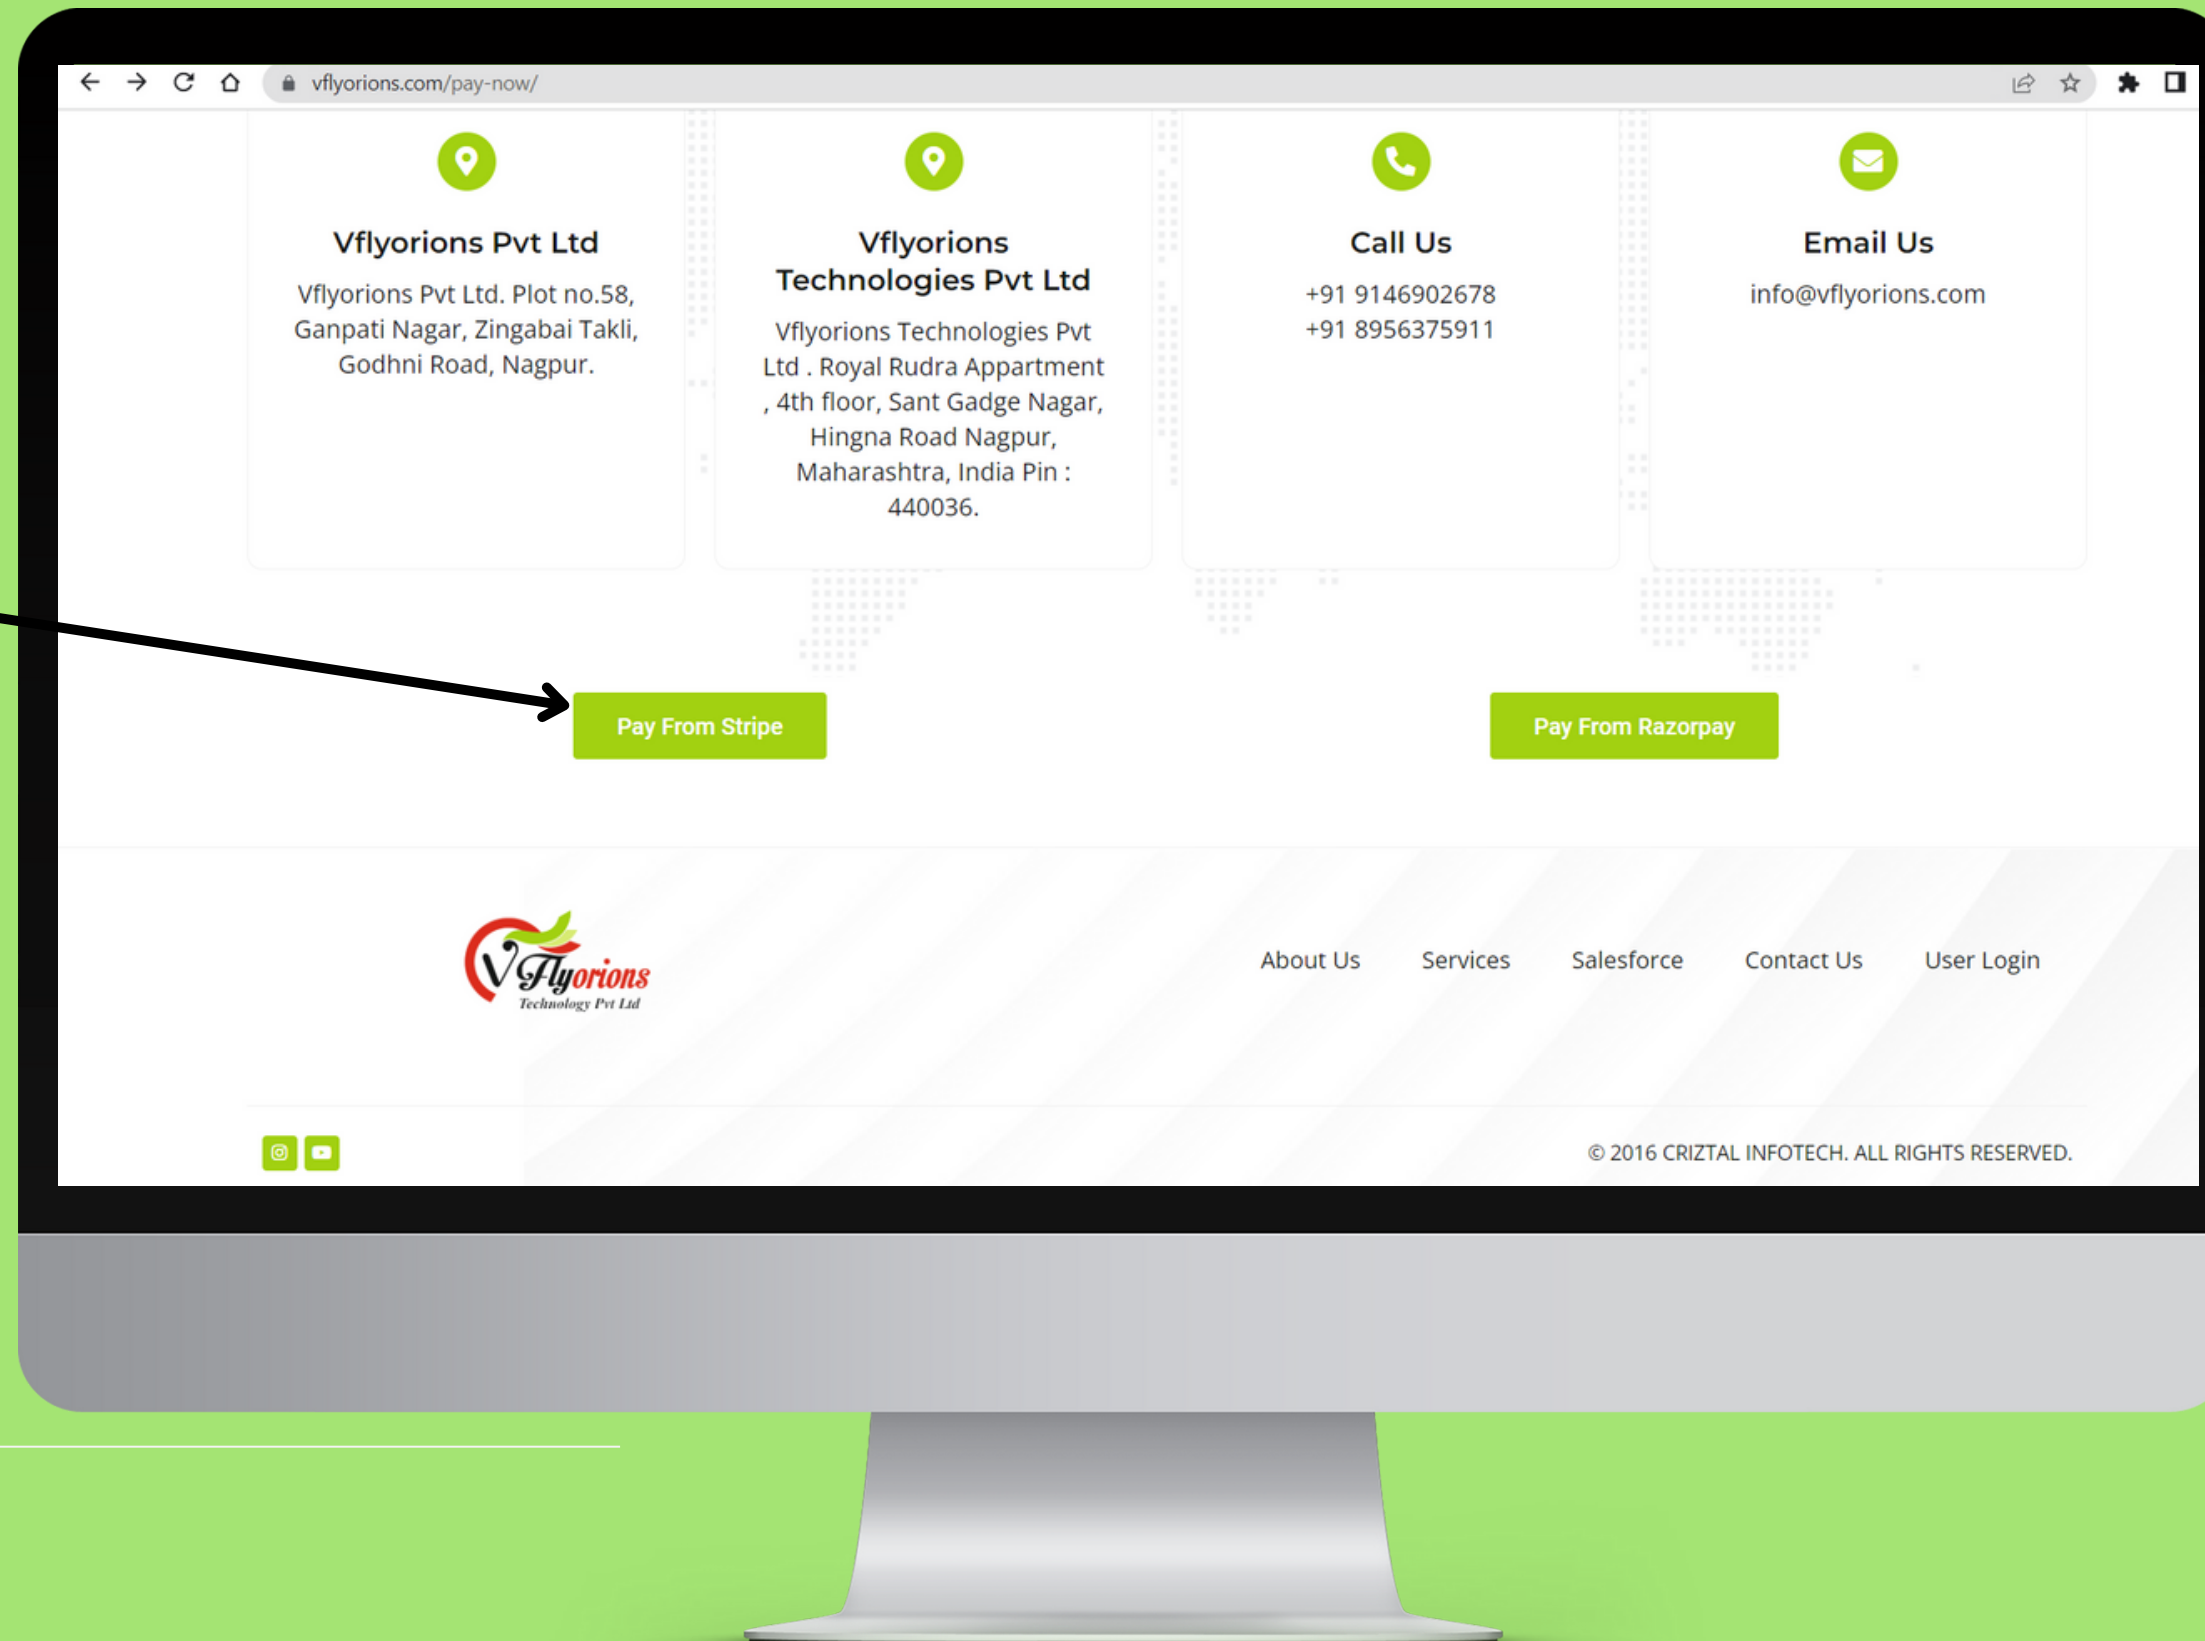 vflyorions.com/pay-now/
Vflyorions Pvt Ltd
Vflyorions Pvt Ltd. Plot no.58,
Ganpati Nagar, Zingabai Takli,
Godhni Road, Nagpur.
Vflyorions
Technologies Pvt Ltd
Vflyorions Technologies Pvt
Ltd . Royal Rudra Appartment
, 4th floor, Sant Gadge Nagar,
Hingna Road Nagpur,
Maharashtra, India Pin :
440036.
Call Us
+91 9146902678
+91 8956375911
Email Us
info@vflyorions.com
Pay From Stripe
Pay From Razorpay
VFlyorions
Technology Pvt Ltd
About Us
Services
Salesforce
Contact Us
User Login
© 2016 CRIZTAL INFOTECH. ALL RIGHTS RESERVED.